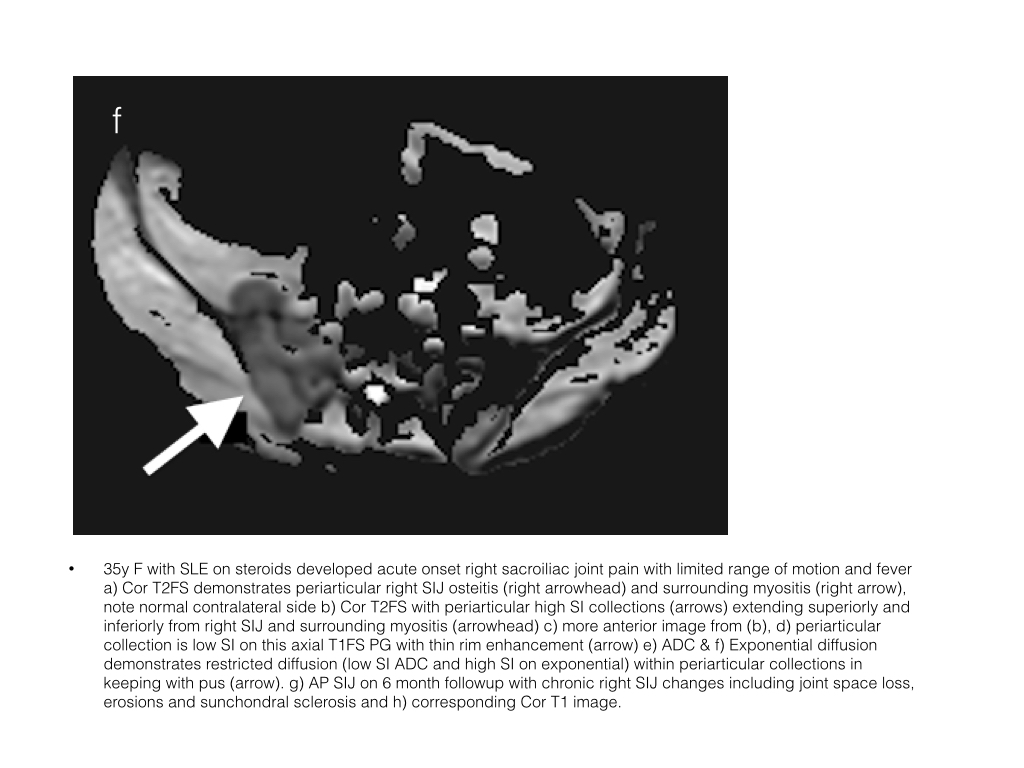 f
• 35y F with SLE on steroids developed acute onset right sacroiliac joint pain with limited range of motion and fever
a) Cor T2FS demonstrates periarticular right SIJ osteitis (right arrowhead) and surrounding myositis (right arrow),
note normal contralateral side b) Cor T2FS with periarticular high SI collections (arrows) extending superiorly and
inferiorly from right SIJ and surrounding myositis (arrowhead) c) more anterior image from (b), d) periarticular
collection is low SI on this axial T1FS PG with thin rim enhancement (arrow) e) ADC & f) Exponential diffusion
demonstrates restricted diffusion (low SI ADC and high SI on exponential) within periarticular collections in
keeping with pus (arrow). g) AP SIJ on 6 month followup with chronic right SIJ changes including joint space loss,
erosions and sunchondral sclerosis and h) corresponding Cor T1 image.